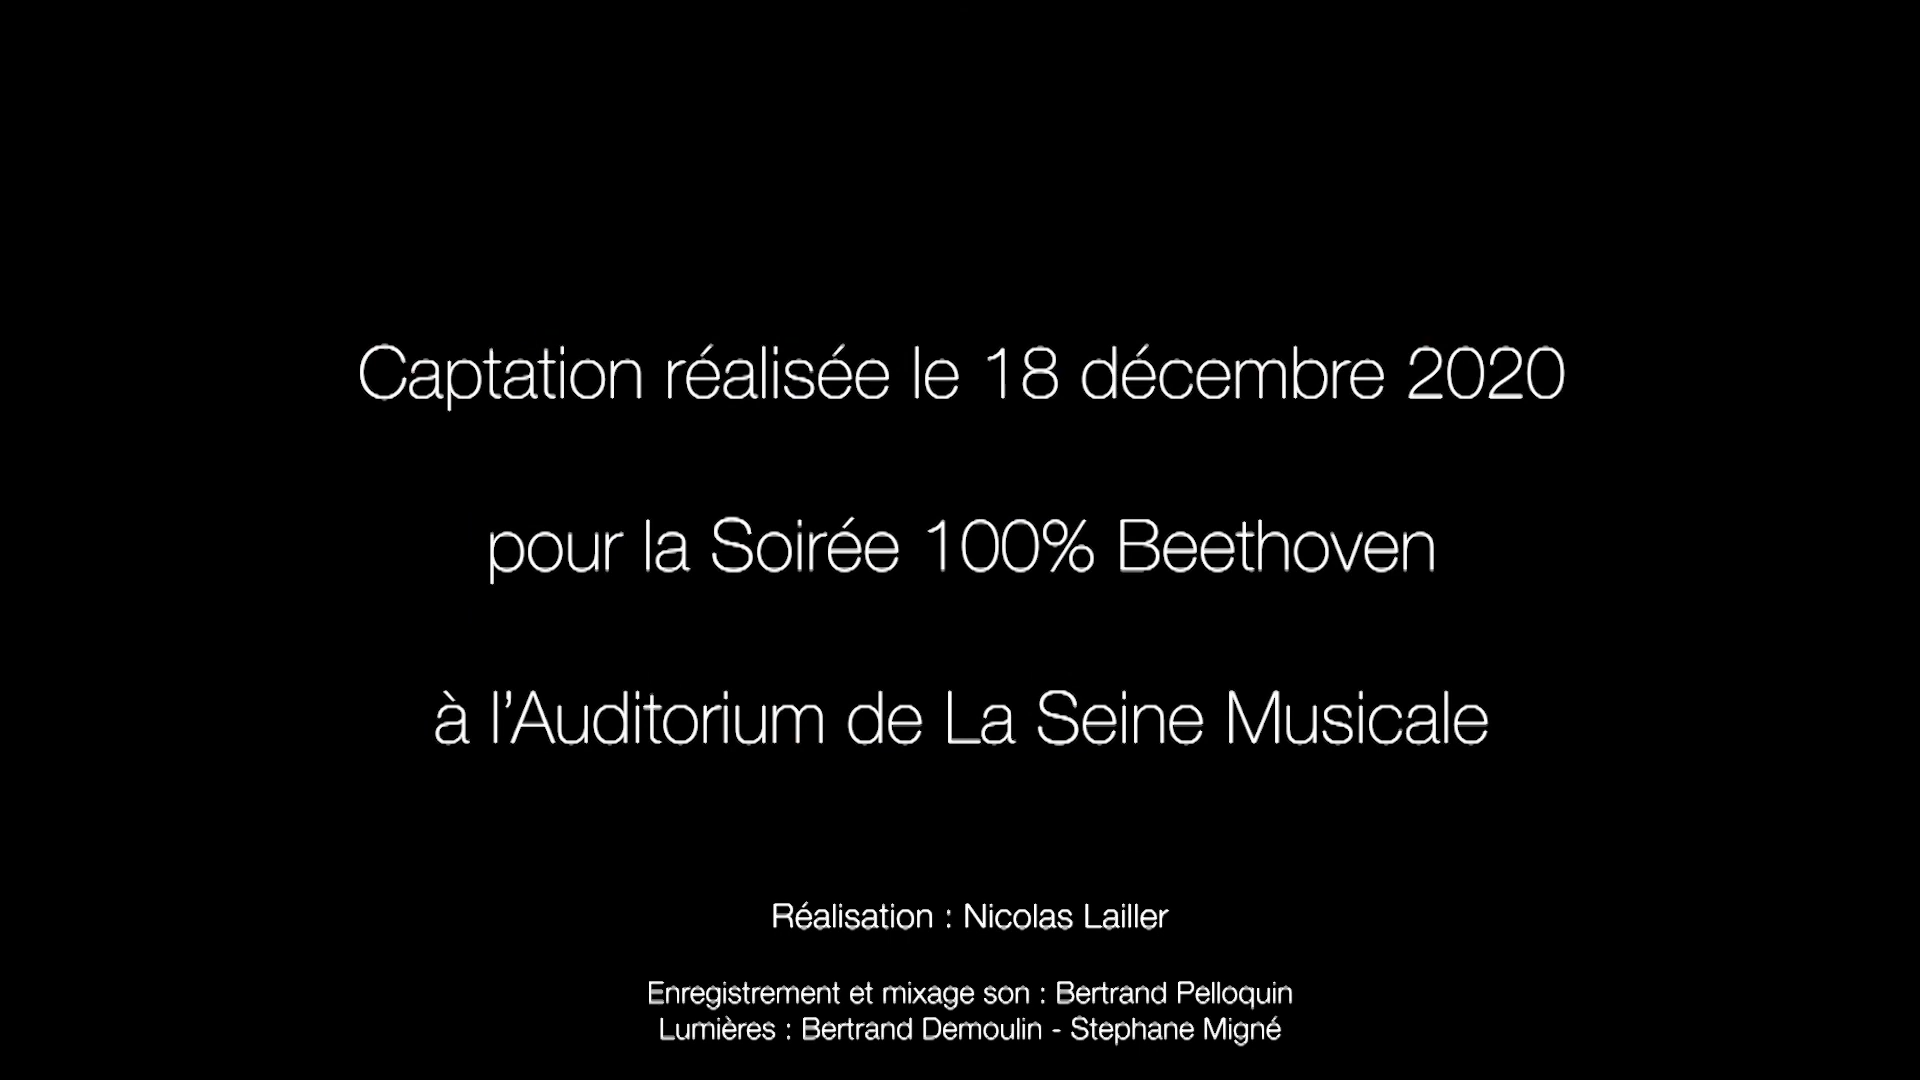 Captation réalisée le 18 décembre 2020
pour la Soirée 100% Beethoven
à l’Auditorium de La Seine Musicale
Réalisation : Nicolas Lailler
Enregistrement et mixage son : Bertrand Pelloquin
Lumières : Bertrand Demoulin - Stephane Migné